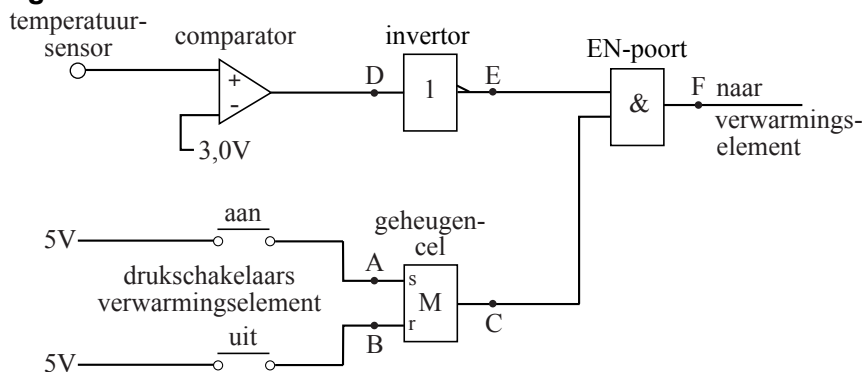 temperatuur-
sensor
comparator
invertor
EN-poort
D
E
F
naar
verwarmings-
element
+
-
1
&
3,0V
aan
geheugen-
cel
5V
A
s
drukschakelaars
verwarmingselement
M
C
r
B
uit
5V